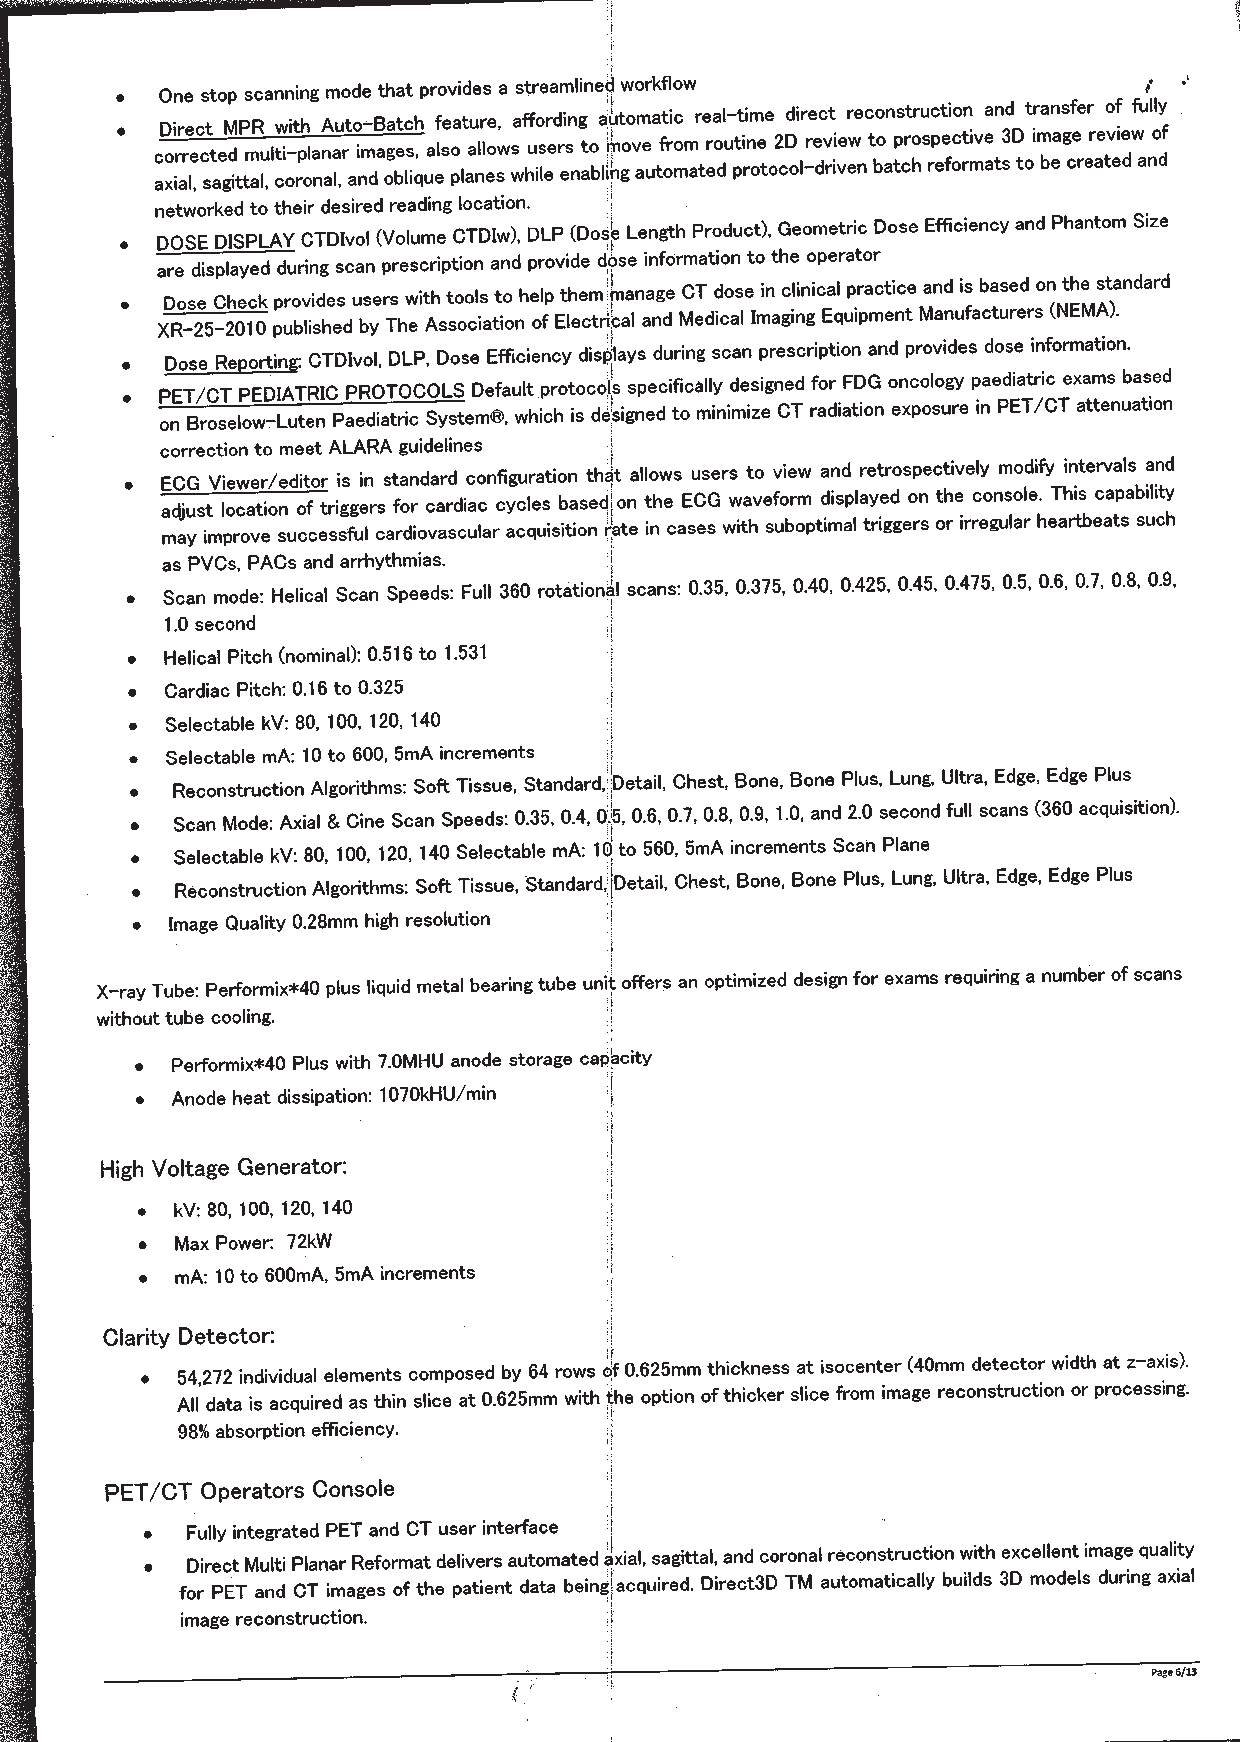 • One stop scanning mode that provides a streamlined workflow
• Direct MPR with Auto-Batch feature, affording automatic real-time direct reconstruction and transfer of fully
corrected multi-planar images, also allows users to move from routine 2D review to prospective 3D image review of
axial, sagittal, coronal, and oblique planes while enabling automated protocol-driven batch reformats to be created and
networked to their desired reading location.
• DOSE DISPLAY CTDIvol (Volume CTDIw), DLP (Dose Length Product), Geometric Dose Efficiency and Phantom Size
are displayed during scan prescription and provide dose information to the operator
• Dose Check provides users with tools to help them manage CT dose in clinical practice and is based on the standard
XR-25-2010 published by The Association of Electrical and Medical Imaging Equipment Manufacturers (NEMA).
• Dose Reporting: CTDIvol, DLP, Dose Efficiency displays during scan prescription and provides dose information.
• PET/CT PEDIATRIC PROTOCOLS Default protocols specifically designed for FDG oncology paediatric exams based
on Broselow-Luten Paediatric System®, which is designed to minimize CT radiation exposure in PET/CT attenuation
correction to meet ALARA guidelines
• ECG Viewer/editor is in standard configuration that allows users to view and retrospectively modify intervals and
adjust location of triggers for cardiac cycles based on the ECG waveform displayed on the console. This capability
may improve successful cardiovascular acquisition rate in cases with suboptimal triggers or irregular heartbeats such
as PVCs, PACs and arrhythmias.
• Scan mode: Helical Scan Speeds: Full 360 rotational scans: 0.35, 0.375, 0.40, 0.425, 0.45, 0.475, 0.5, 0.6, 0.7, 0.8, 0.9,
1.0 second
• Helical Pitch (nominal): 0.516 to 1.531
• Cardiac Pitch: 0.16 to 0.325
• Selectable kV: 80, 100, 120, 140
• Selectable mA: 10 to 600, 5mA increments
• Reconstruction Algorithms: Soft Tissue, Standard, Detail, Chest, Bone, Bone Plus, Lung, Ultra, Edge, Edge Plus
• Scan Mode: Axial & Cine Scan Speeds: 0.35, 0.4, 0.5, 0.6, 0.7, 0.8, 0.9, 1.0, and 2.0 second full scans (360 acquisition).
• Selectable kV: 80, 100, 120, 140 Selectable mA: 10 to 560, 5mA increments Scan Plane
• Reconstruction Algorithms: Soft Tissue, Standard, Detail, Chest, Bone, Bone Plus, Lung, Ultra, Edge, Edge Plus
• Image Quality 0.28mm high resolution
X-ray Tube: Performix*40 plus liquid metal bearing tube unit offers an optimized design for exams requiring a number of scans
without tube cooling.
• Performix*40 Plus with 7.0MHU anode storage capacity
• Anode heat dissipation: 1070kHU/min
High Voltage Generator:
• kV: 80, 100, 120, 140
• Max Power: 72kW
• mA: 10 to 600mA, 5mA increments
Clarity Detector:
• 54,272 individual elements composed by 64 rows of 0.625mm thickness at isocenter (40mm detector width at z-axis).
All data is acquired as thin slice at 0.625mm with the option of thicker slice from image reconstruction or processing.
98% absorption efficiency.
PET/CT Operators Console
• Fully integrated PET and CT user interface
• Direct Multi Planar Reformat delivers automated axial, sagittal, and coronal reconstruction with excellent image quality
for PET and CT images of the patient data being acquired. Direct3D TM automatically builds 3D models during axial
image reconstruction.
Page 6/13